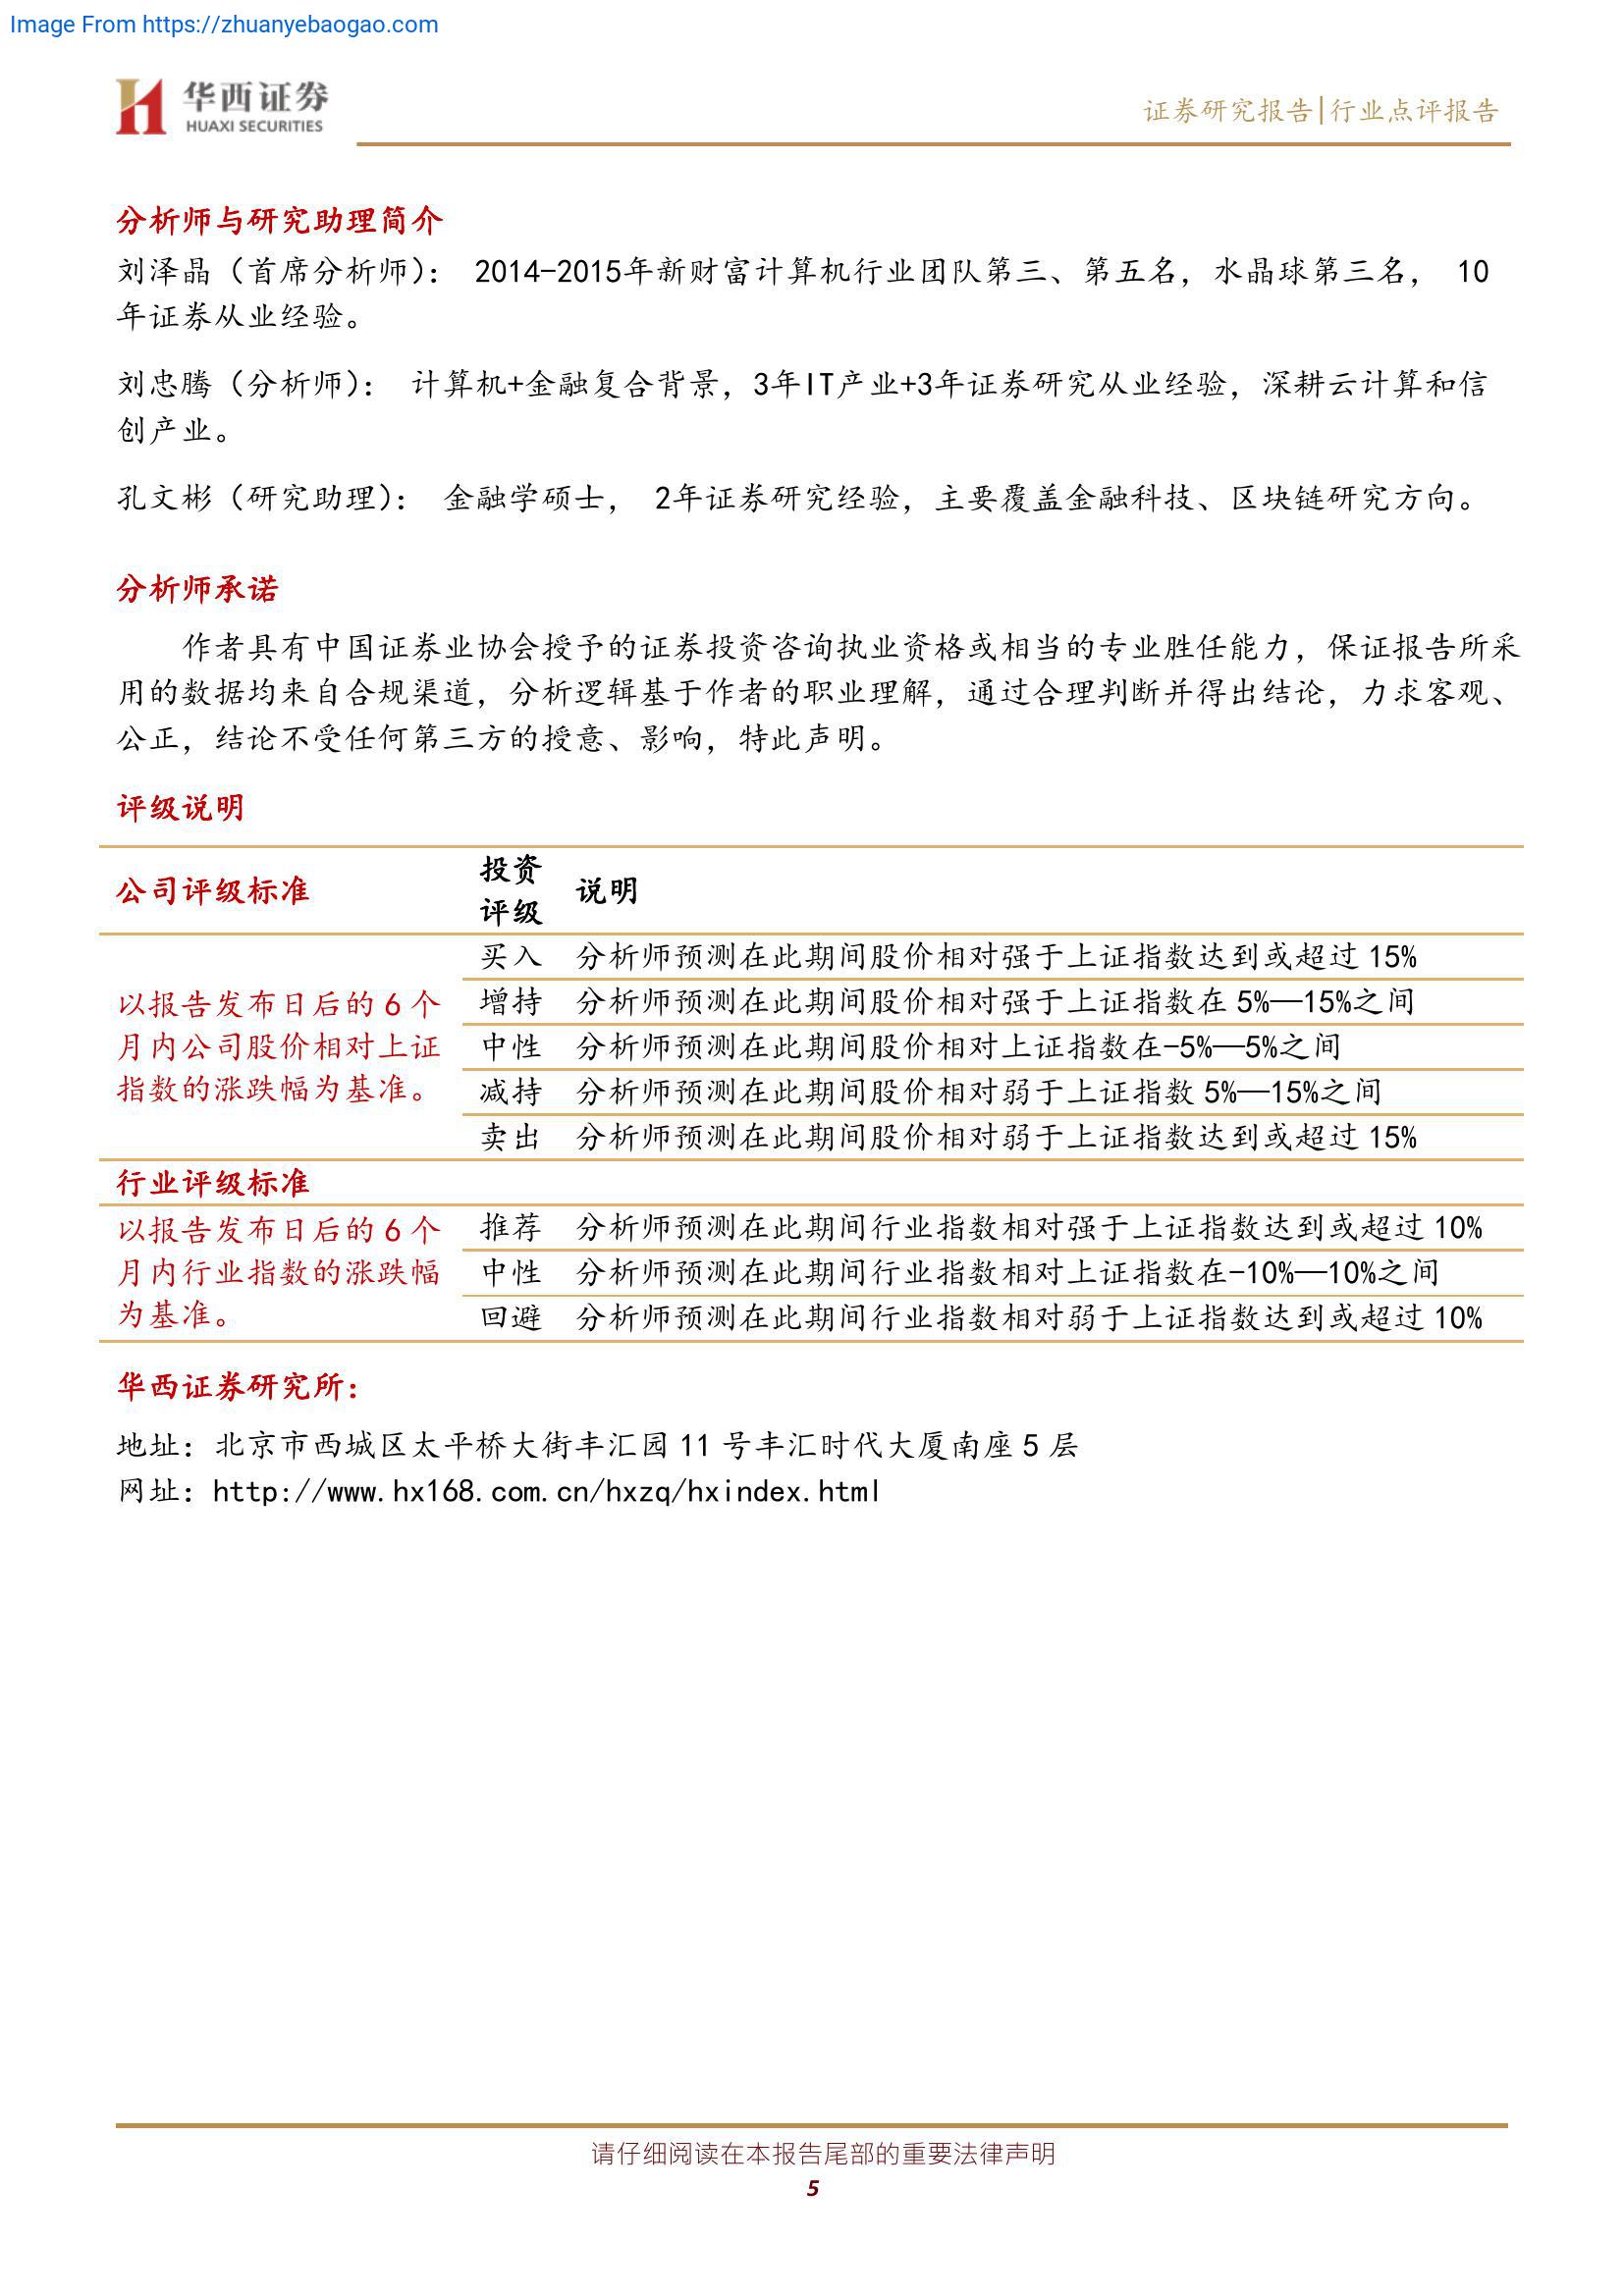 Image From https://zhuanyebaogao.com
华西证券
HUAXI SECURITIES
证券研究报告|行业点评报告
分析师与研究助理简介
刘泽晶（首席分析师）： 2014-2015年新财富计算机行业团队第三、第五名，水晶球第三名， 10
年证券从业经验。
刘忠腾（分析师）： 计算机+金融复合背景，3年IT产业+3年证券研究从业经验，深耕云计算和信
创产业。
孔文彬（研究助理）： 金融学硕士， 2年证券研究经验，主要覆盖金融科技、区块链研究方向。
分析师承诺
作者具有中国证券业协会授予的证券投资咨询执业资格或相当的专业胜任能力，保证报告所采
用的数据均来自合规渠道，分析逻辑基于作者的职业理解，通过合理判断并得出结论，力求客观、
公正，结论不受任何第三方的授意、影响，特此声明。
评级说明
公司评级标准
投资
评级
说明
以报告发布日后的 6 个
月内公司股价相对上证
指数的涨跌幅为基准。
买入 分析师预测在此期间股价相对强于上证指数达到或超过 15%
增持 分析师预测在此期间股价相对强于上证指数在 5%—15%之间
中性 分析师预测在此期间股价相对上证指数在-5%—5%之间
减持 分析师预测在此期间股价相对弱于上证指数 5%—15%之间
卖出 分析师预测在此期间股价相对弱于上证指数达到或超过 15%
行业评级标准
以报告发布日后的 6 个
月内行业指数的涨跌幅
为基准。
推荐 分析师预测在此期间行业指数相对强于上证指数达到或超过 10%
中性 分析师预测在此期间行业指数相对上证指数在-10%—10%之间
回避 分析师预测在此期间行业指数相对弱于上证指数达到或超过 10%
华西证券研究所：
地址：北京市西城区太平桥大街丰汇园 11 号丰汇时代大厦南座 5 层
网址：http://www.hx168.com.cn/hxzq/hxindex.html
请仔细阅读在本报告尾部的重要法律声明
5